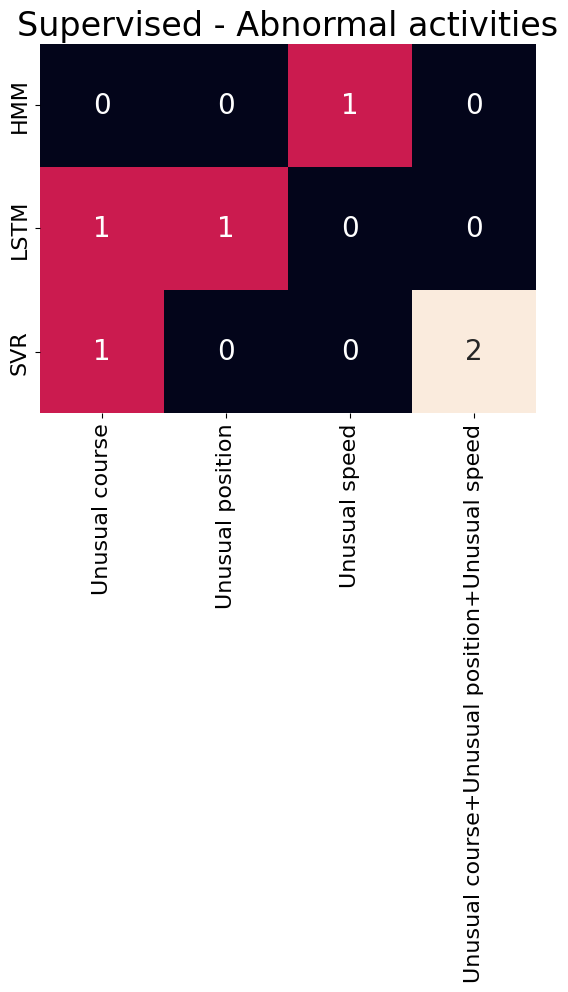 Supervised - Abnormal activities
HMM
0 0 1 0
LSTM
1 1 0 0
SVR
1 0 0 2
Unusual course
Unusual position
Unusual speed
Unusual course+Unusual position+Unusual speed